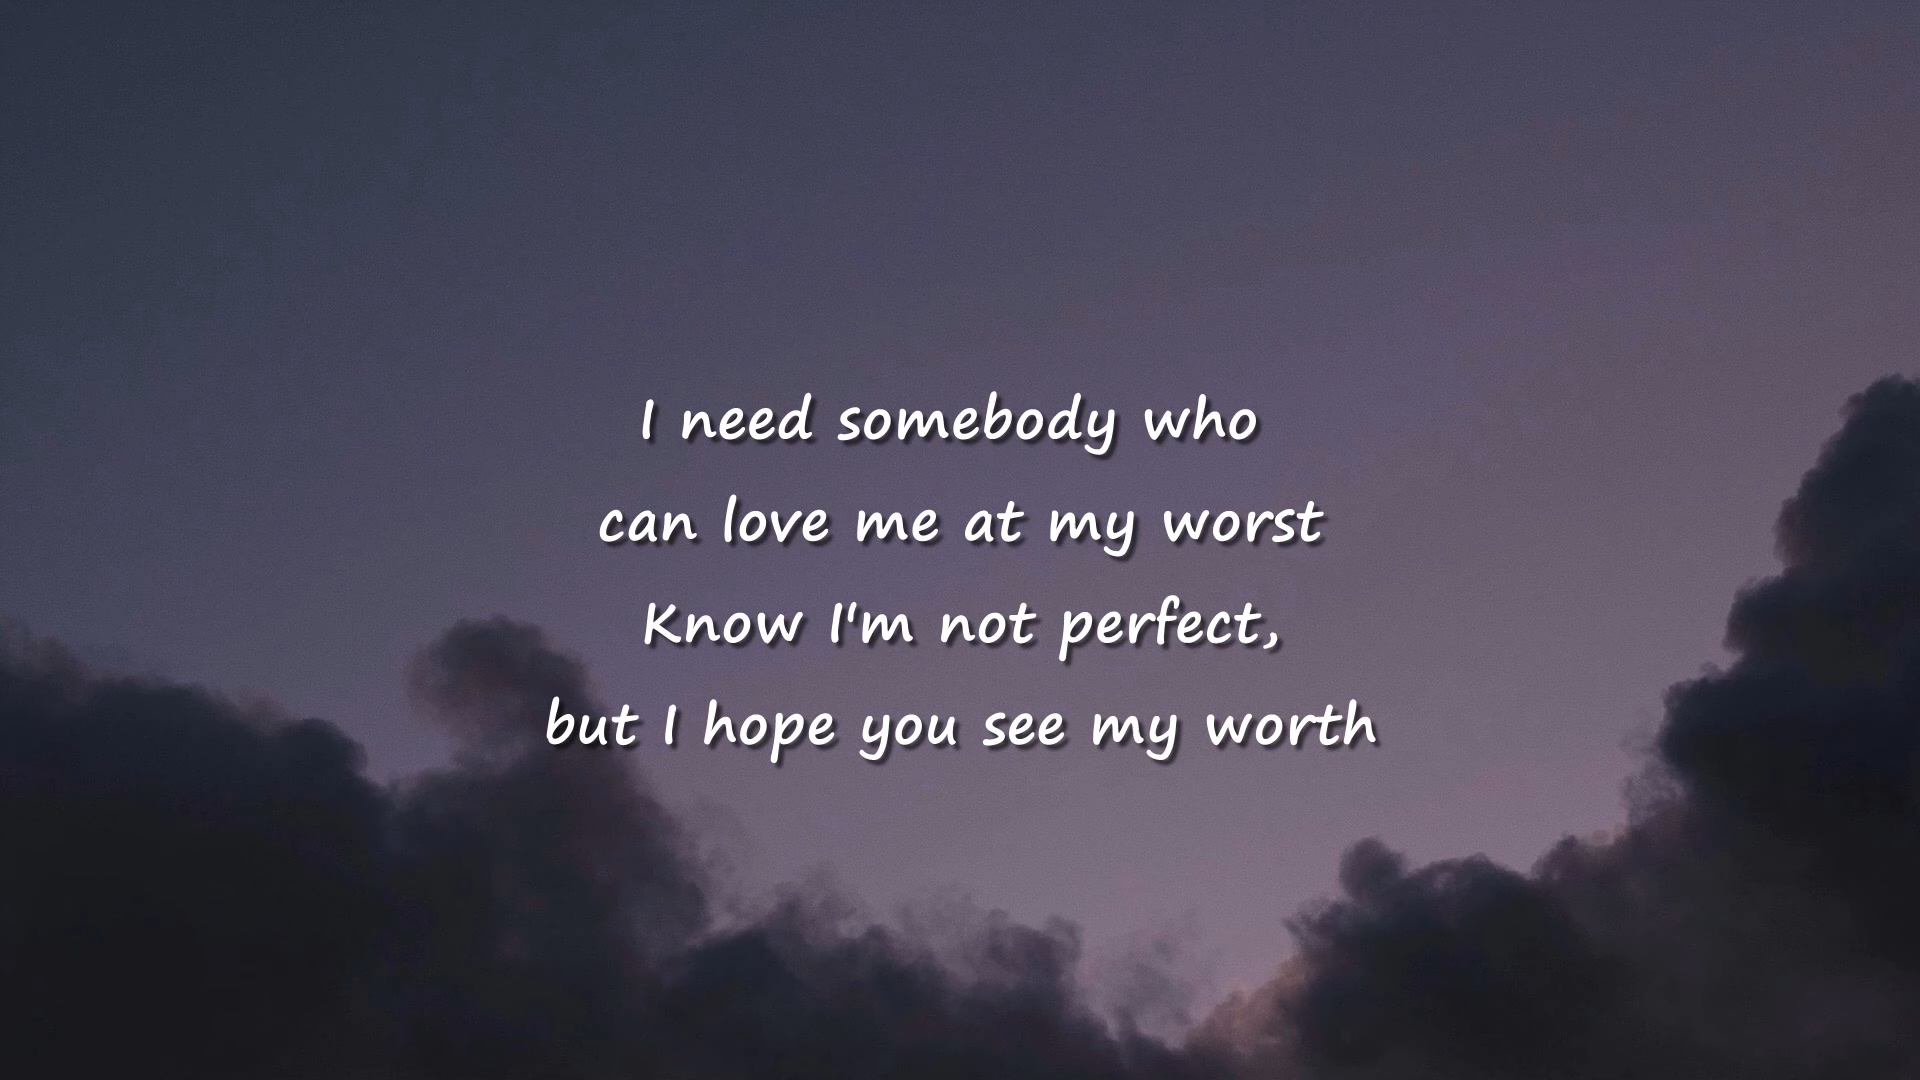 I need somebody who
can love me at my worst
Know I'm not perfect,
but I hope you see my worth